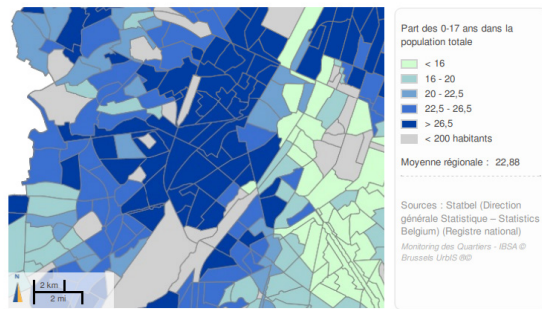 Part des 0-17 ans dans la
population totale
< 16
16 - 20
20 - 22,5
22,5 - 26,5
> 26,5
< 200 habitants
Moyenne régionale : 22,88
Sources : Statbel (Direction
générale Statistique – Statistics
Belgium) (Registre national)
Monitoring des Quartiers - IBSA ©
Brussels UrbIS ®©
N
2 km
2 mi